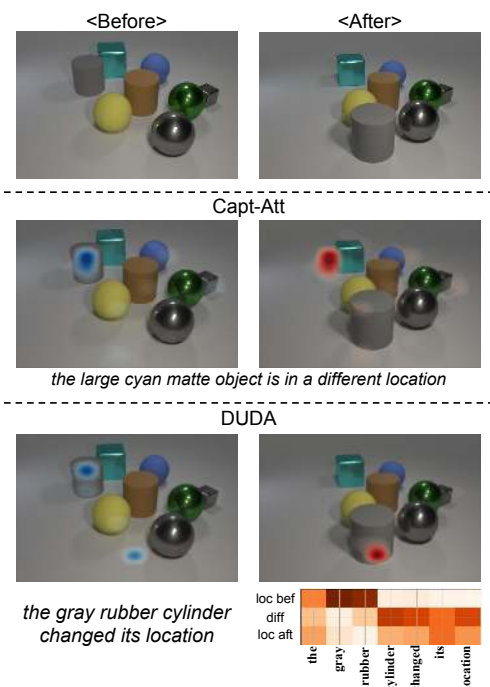 <Before> <After>
Capt-Att
the large cyan matte object is in a different location
DUDA
the gray rubber cylinder
changed its location
loc bef
diff
loc aft
the
gray
rubber
ylinder
hanged
its
ocation